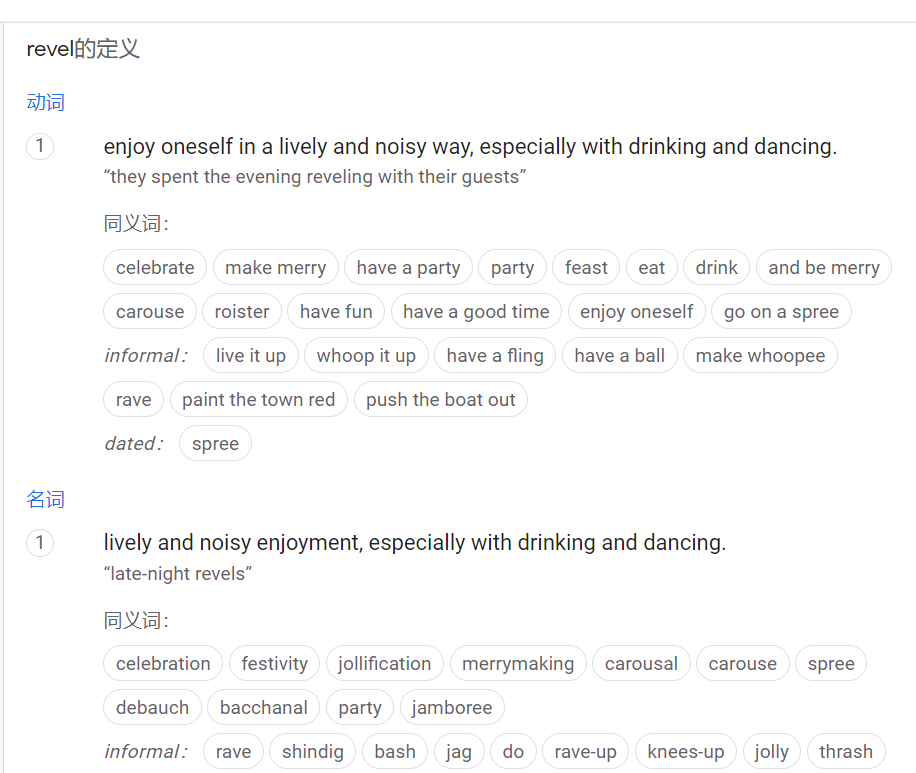 revel的定义
动词
1 enjoy oneself in a lively and noisy way, especially with drinking and dancing.
“they spent the evening reveling with their guests”
同义词：
celebrate make merry have a party party feast eat drink and be merry
carouse roister have fun have a good time enjoy oneself go on a spree
informal： live it up whoop it up have a fling have a ball make whoopee
rave paint the town red push the boat out
dated： spree
名词
1 lively and noisy enjoyment, especially with drinking and dancing.
“late-night revels”
同义词：
celebration festivity jollification merrymaking carousal carouse spree
debauch bacchanal party jamboree
informal： rave shindig bash jag do rave-up knees-up jolly thrash